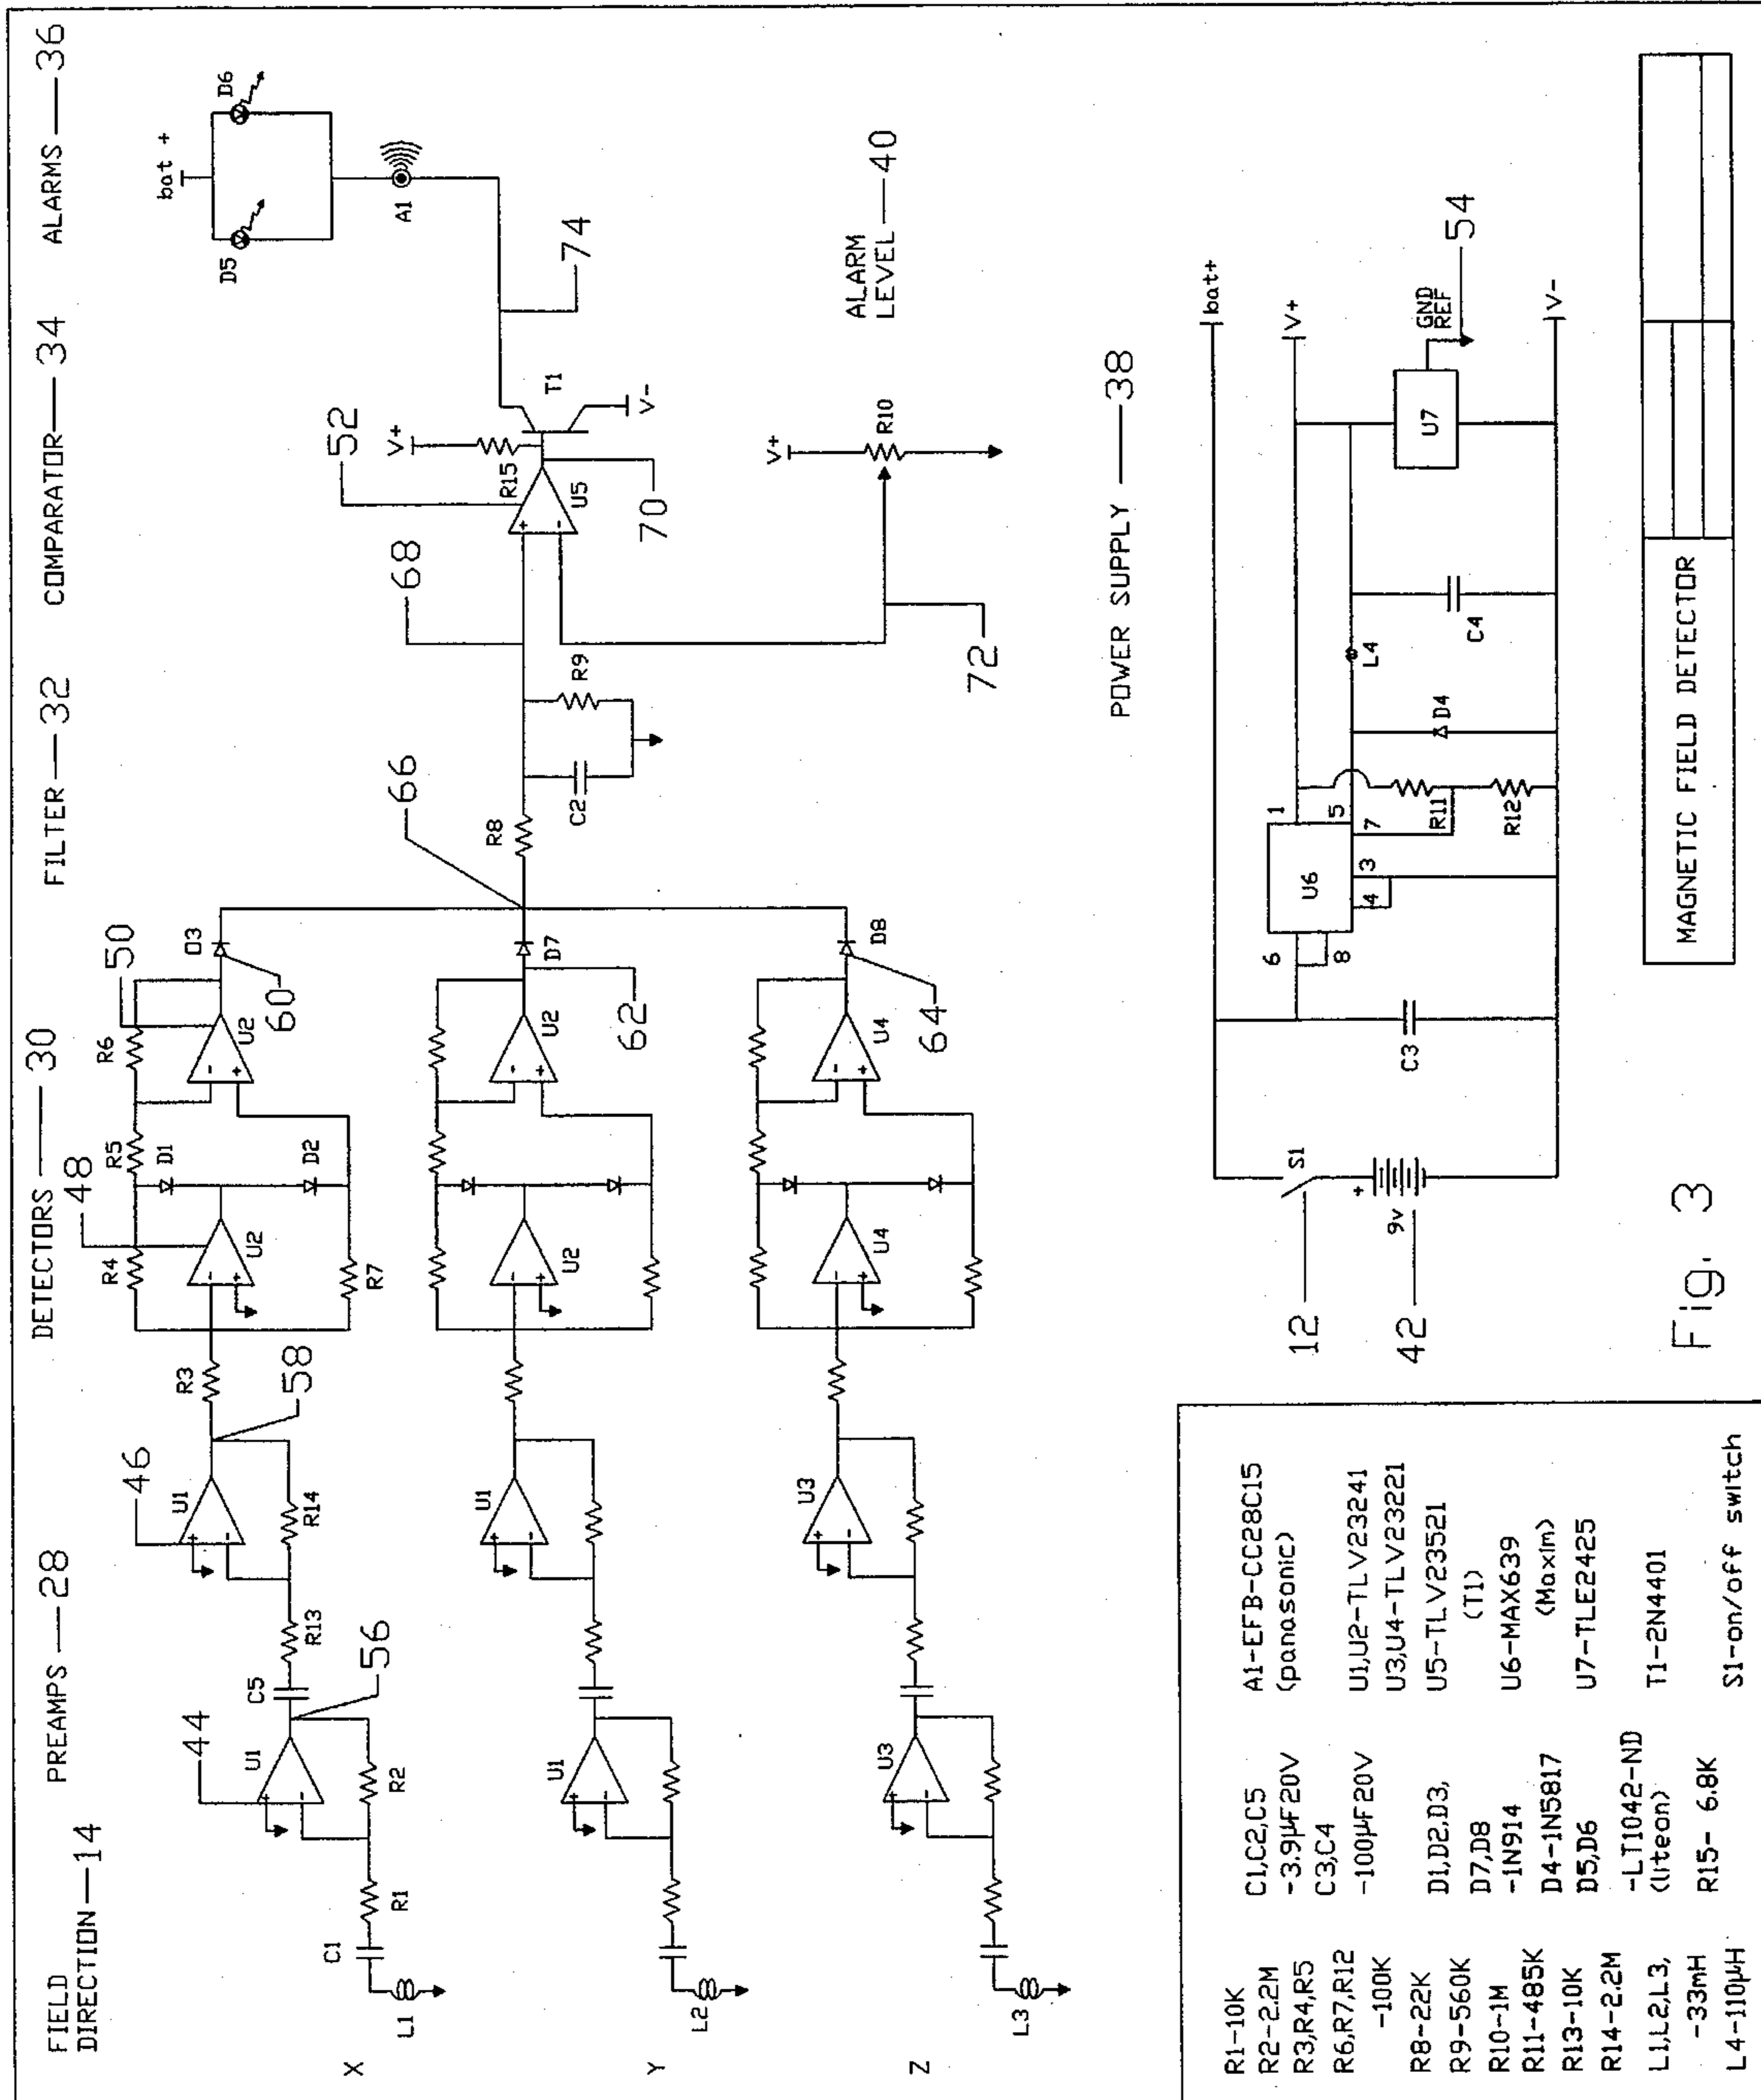 FIELD
DIRECTION—14
PREAMPS—28
DETECTORS—30
FILTER—32
COMPARATOR—34
ALARMS—36
X
L1
C1
R1
44
U1
R2
56
C5
R13
46
U1
R14
58
R3
48
R4
U2
R7
R5
D1
D2
R6
50
U2
60
D3
Y
L2
U1
U1
U2
U2
62
D7
Z
L3
U3
U3
U4
U4
64
D8
66
R8
C2
R9
68
52
V+
R15
U5
70
T1
V-
72
V+
R10
74
ALARM
LEVEL—40
bat +
D5
D6
A1
POWER SUPPLY—38
12
S1
42
9v
+
C3
6
8
U6
4
3
1
5
7
R11
R12
D4
L4
C4
U7
GND
REF
54
bat+
V+
V-
R1-10K
R2-2.2M
R3,R4,R5
R6,R7,R12
-100K
R8-22K
R9-560K
R10-1M
R11-485K
R13-10K
R14-2.2M
L1,L2,L3,
-33mH
L4-110µH
C1,C2,C5
-3.9µF20V
C3,C4
-100µF20V
D1,D2,D3,
D7,D8
-1N914
D4-1N5817
D5,D6
-LT1042-ND
(liteon)
R15- 6.8K
A1-EFB-CC28C15
(panasonic)
U1,U2-TLV23241
U3,U4-TLV23221
U5-TLV23521
(T1)
U6-MAX639
(Maxim)
U7-TLE2425
T1-2N4401
S1-on/off switch
Fig. 3
MAGNETIC FIELD DETECTOR